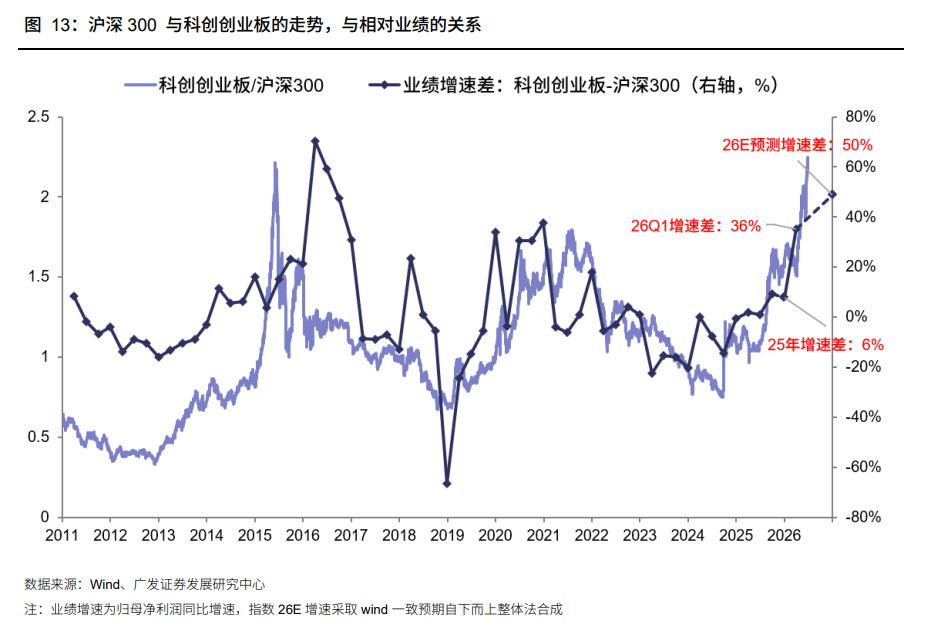 图 13：沪深 300 与科创创业板的走势，与相对业绩的关系
科创创业板/沪深300
业绩增速差：科创创业板-沪深300（右轴，%）
2.5
2
1.5
1
0.5
0
80%
60%
40%
20%
0%
-20%
-40%
-60%
-80%
26E预测增速差：50%
26Q1增速差：36%
25年增速差：6%
2011 2012 2013 2014 2015 2016 2017 2018 2019 2020 2021 2022 2023 2024 2025 2026
数据来源：Wind、广发证券发展研究中心
注：业绩增速为归母净利润同比增速，指数 26E 增速采取 wind 一致预期自下而上整体法合成